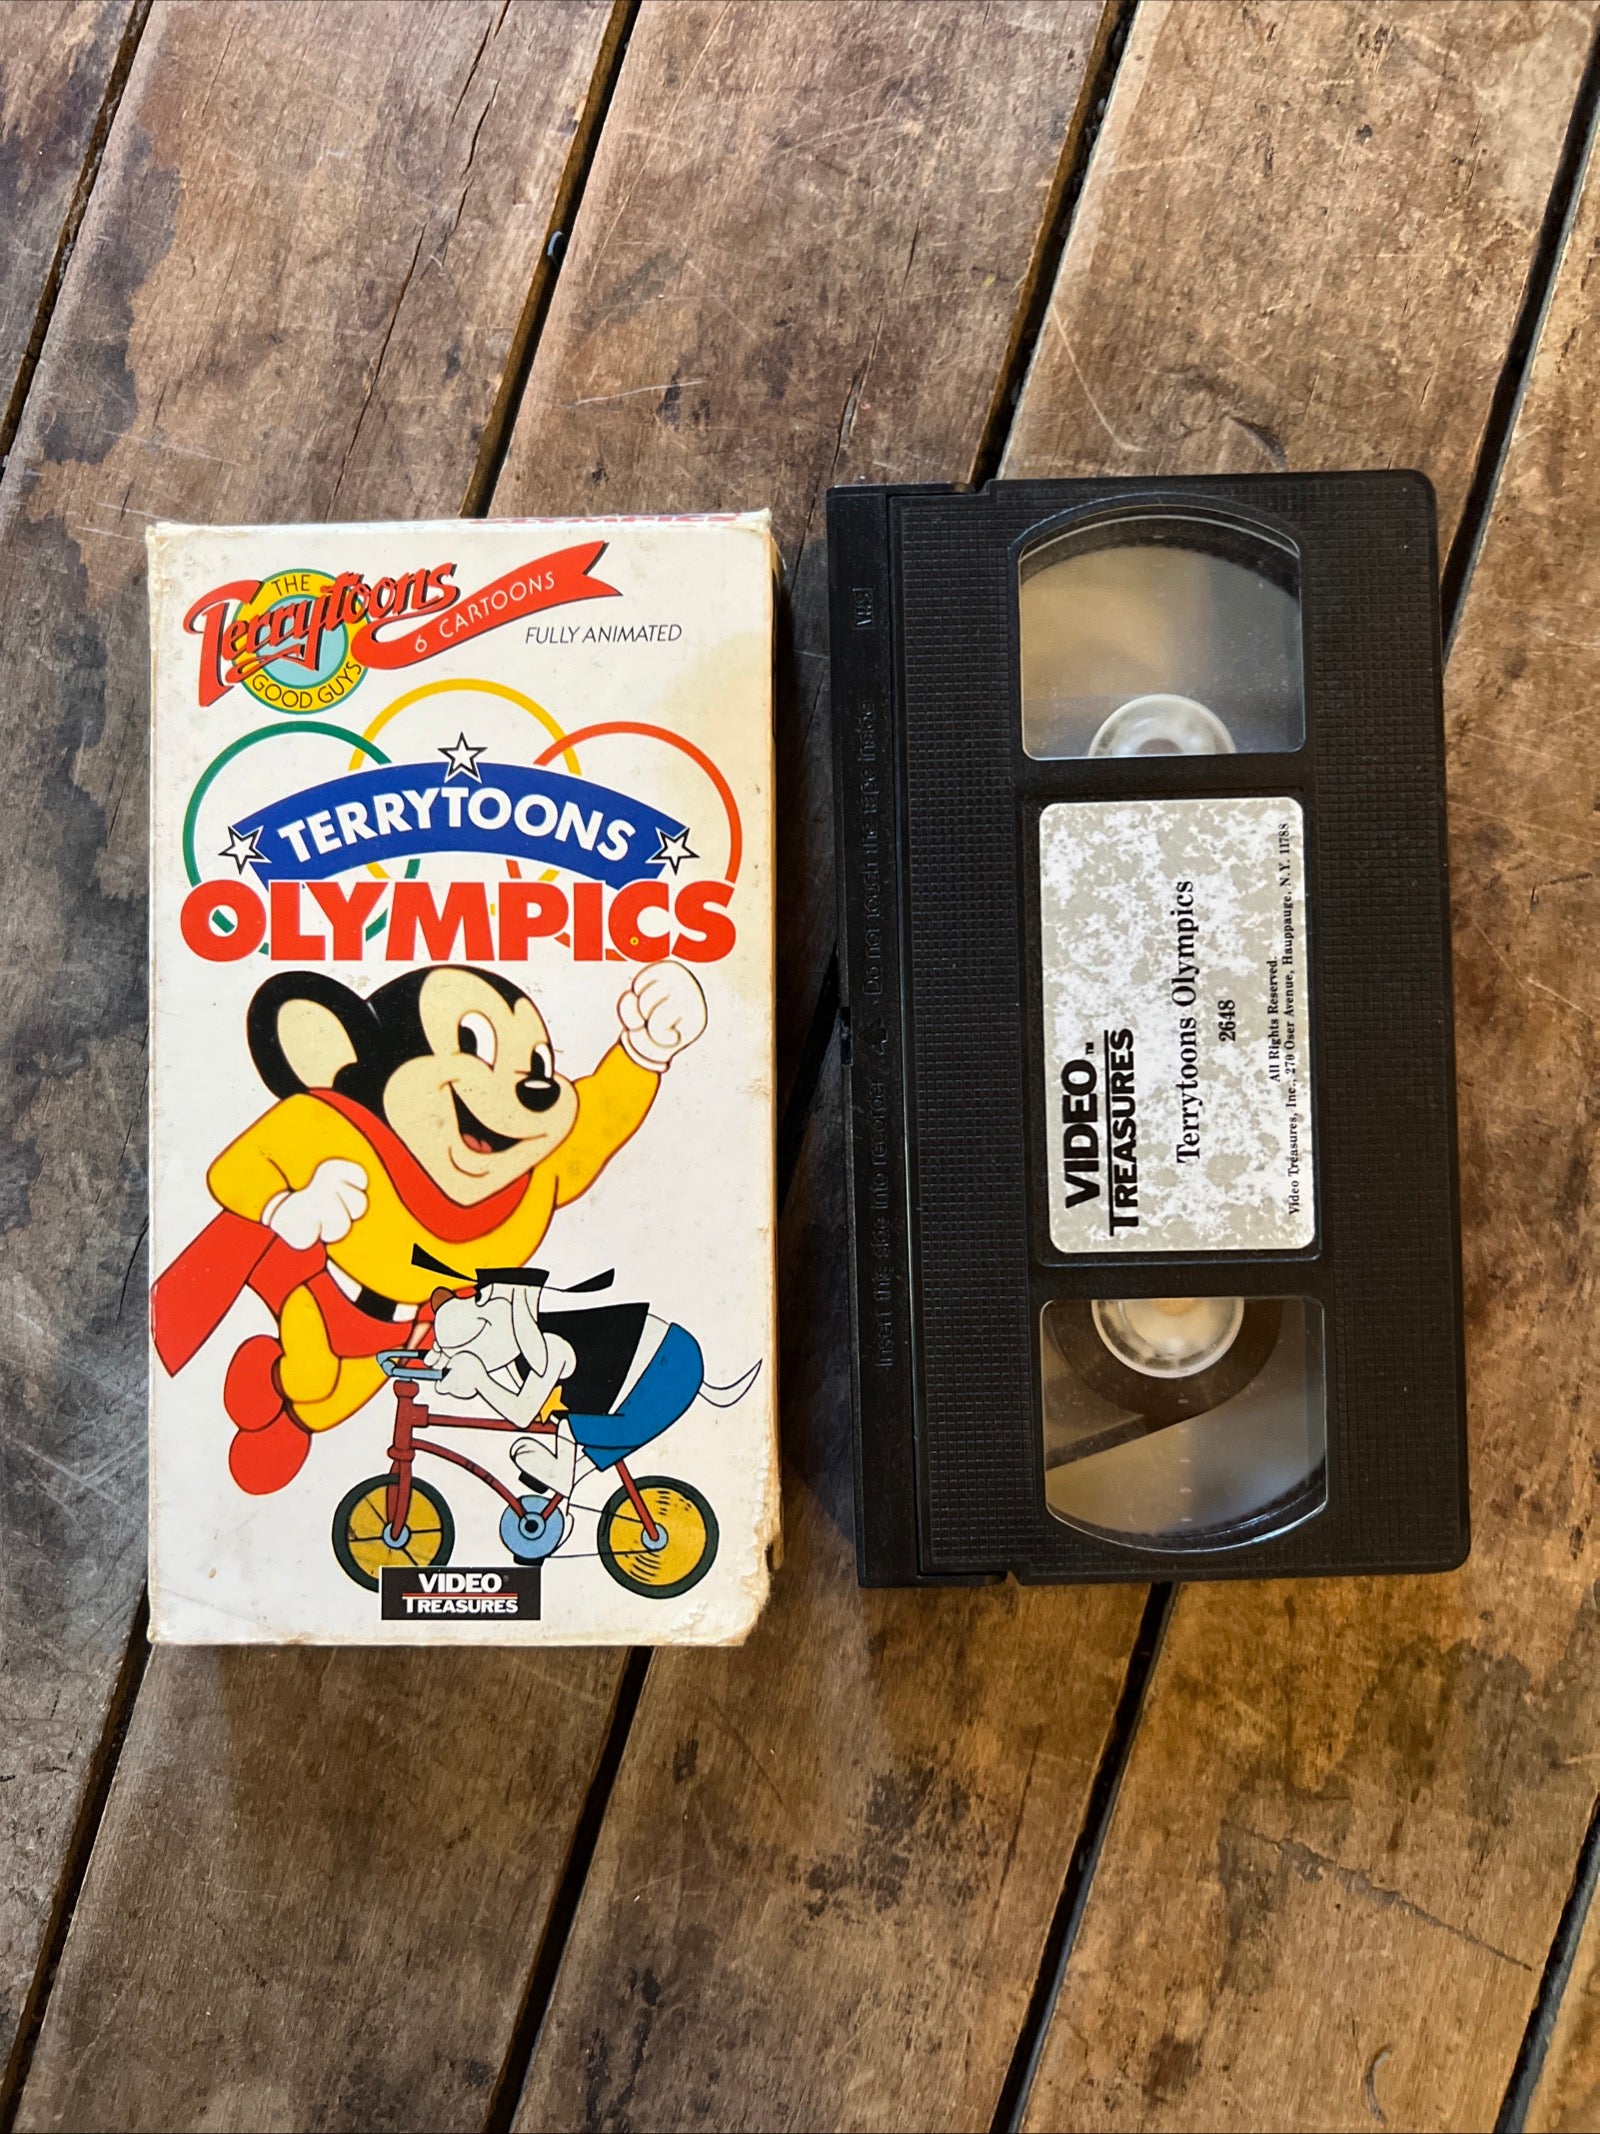 OLYMPICS
THE
Terrytoons
GOOD GUYS
6 CARTOONS
FULLY ANIMATED
TERRYTOONS
OLYMPICS
VIDEO®
TREASURES
VHS
Insert this side into recorder Do not touch the tape inside
VIDEO™
TREASURES
Terrytoons Olympics
2648
All Rights Reserved.
Video Treasures, Inc., 270 Oser Avenue, Hauppauge, N.Y. 11788